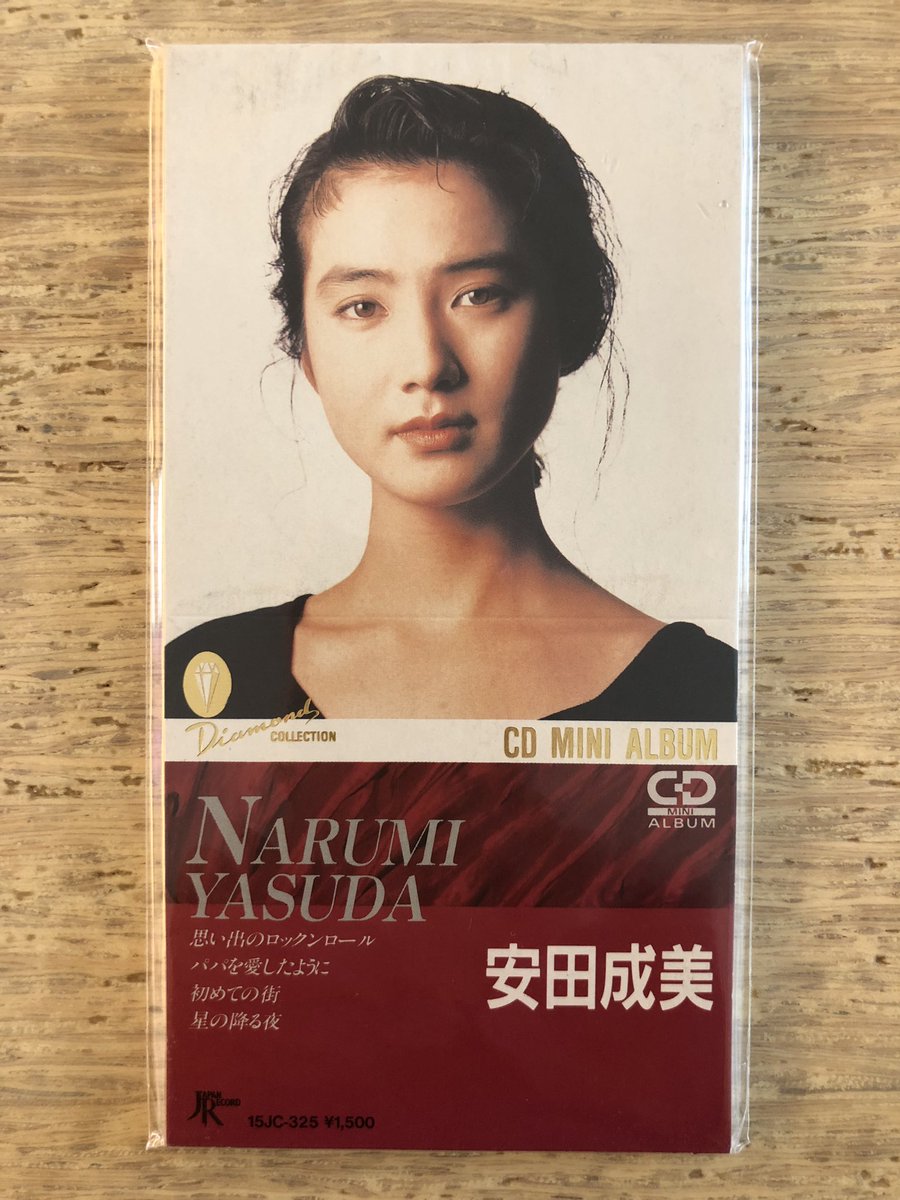 Diamond
COLLECTION
CD MINI ALBUM
CD
MINI
ALBUM
NARUMI
YASUDA
思い出のロックンロール
パパを愛したように
初めての街
星の降る夜
安田成美
JAPAN
RECORD
15JC-325 ¥1,500